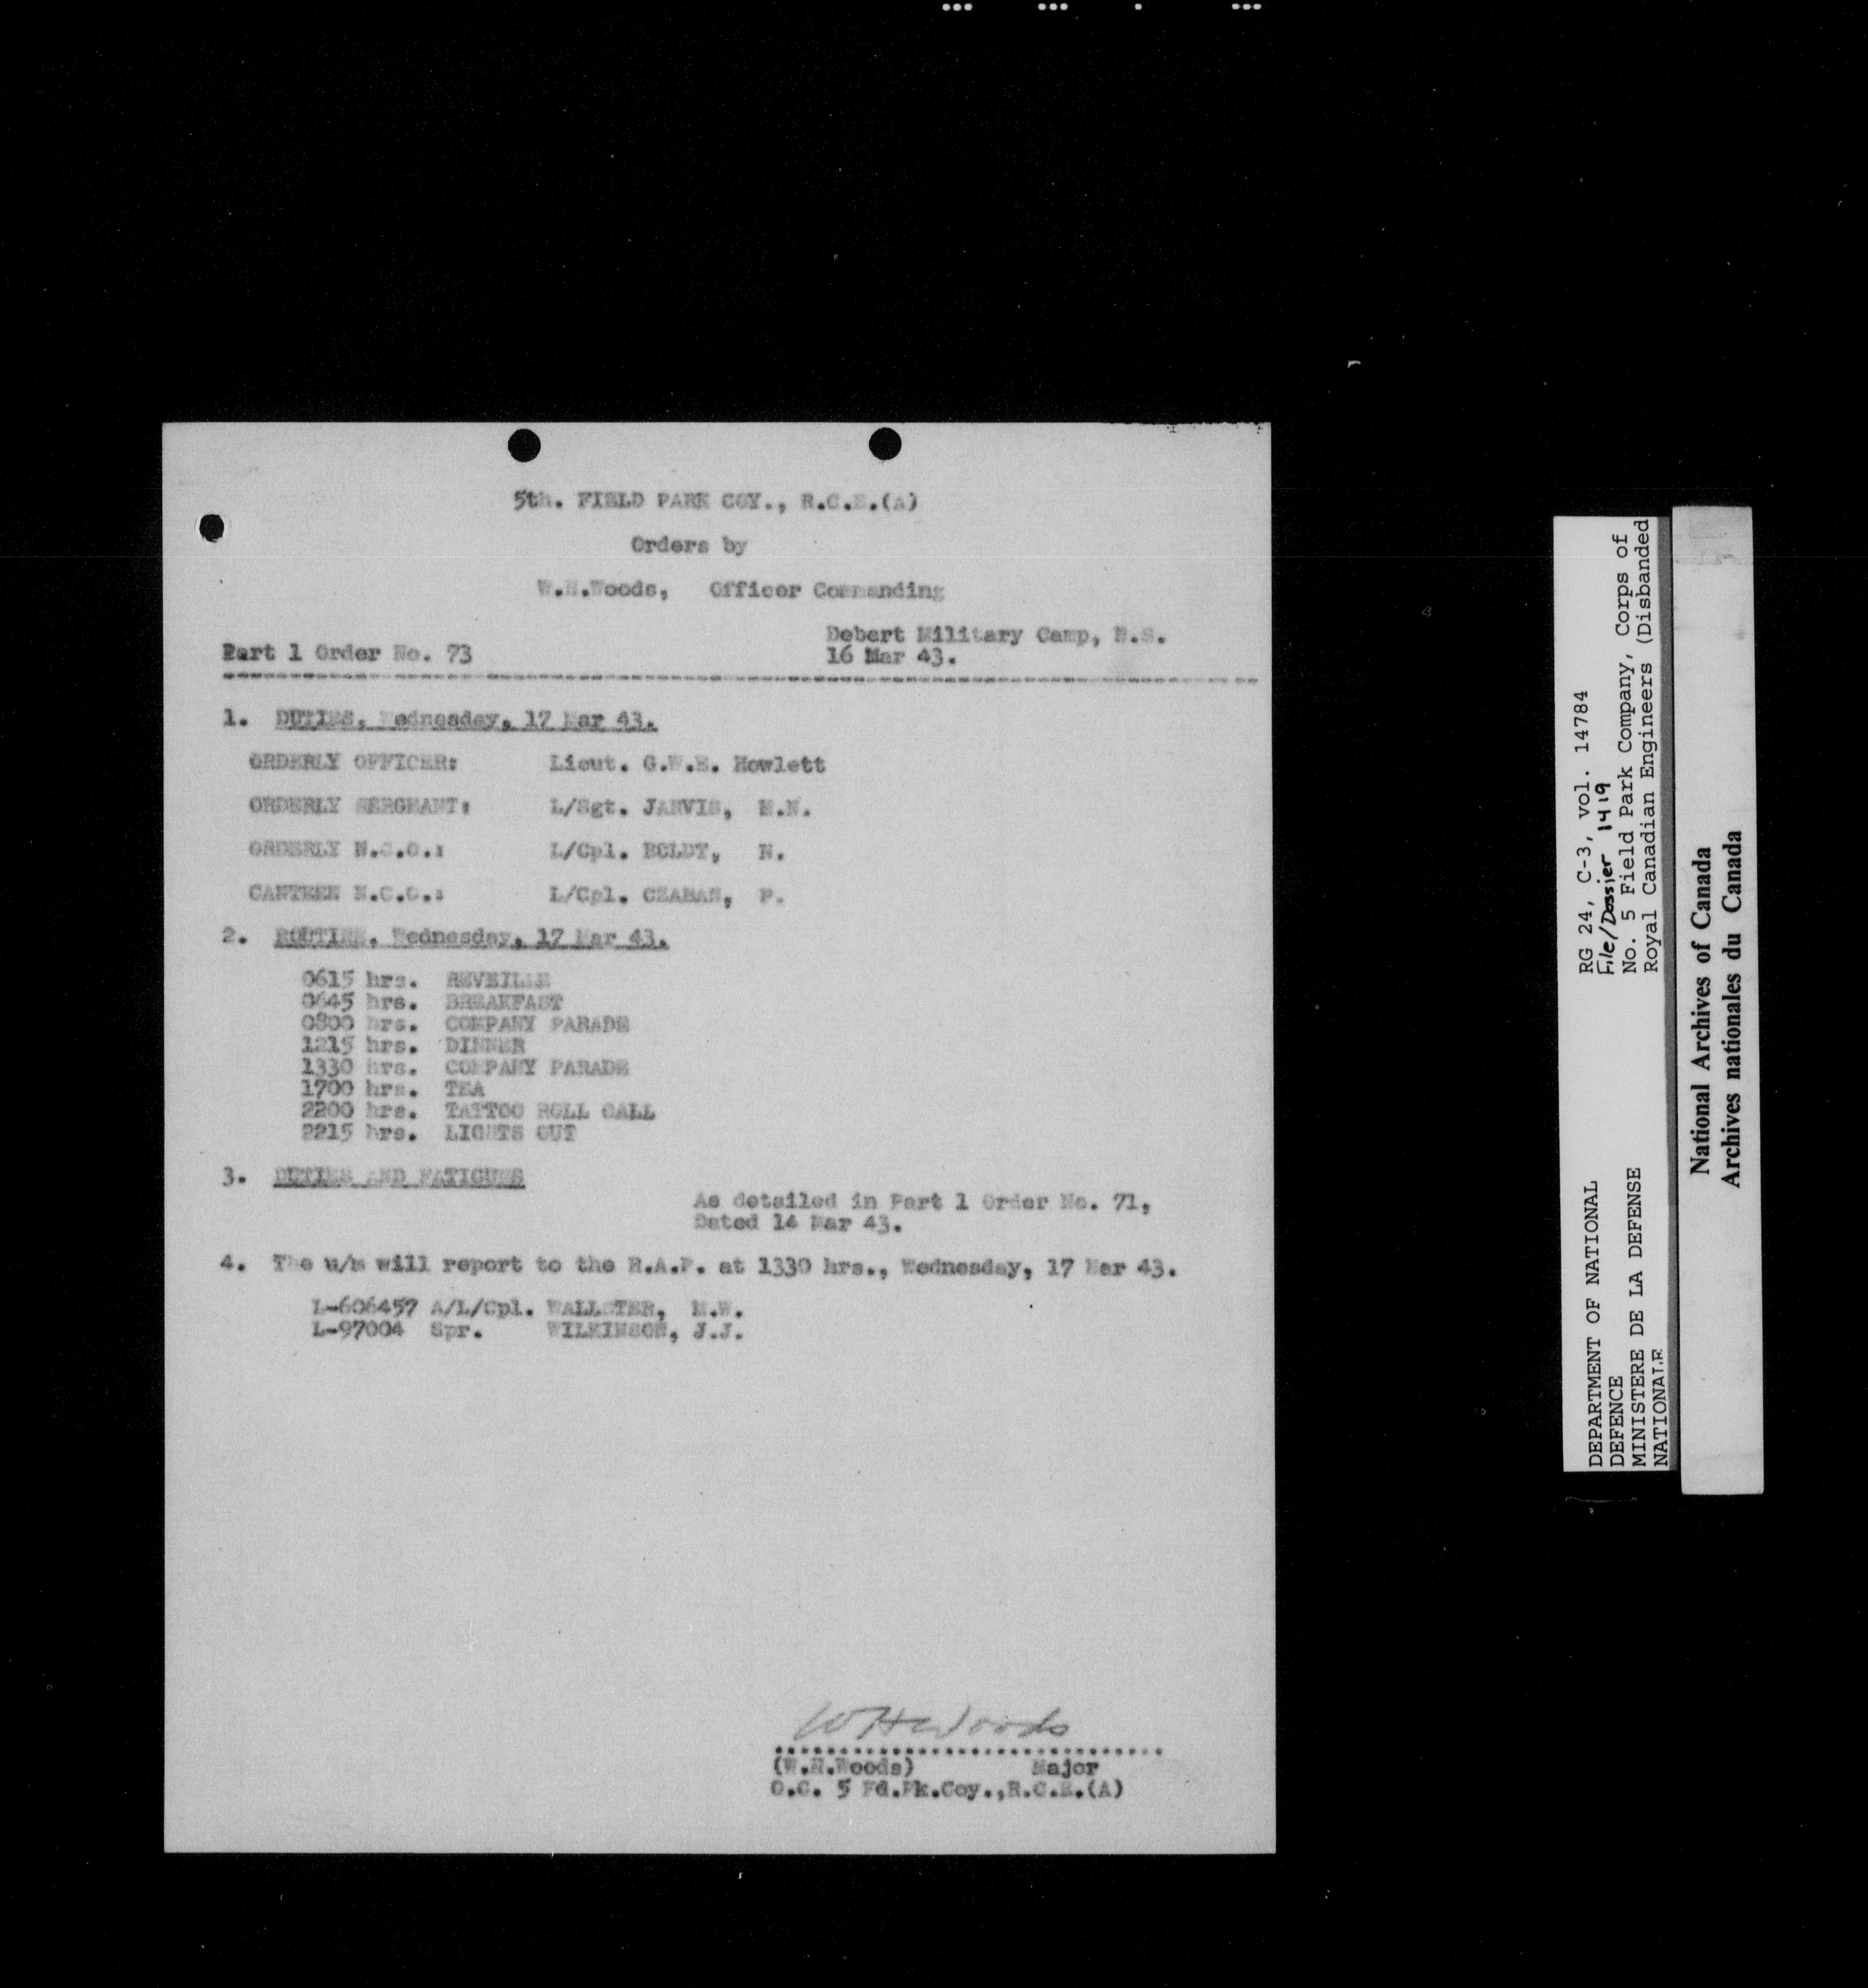 5th. FIELD PARK COY., R.C.E.(A)
Orders by
W.H.Woods, Officer Commanding
Debert Military Camp, N.S.
Part 1 Order No. 73
16 Mar 43.
1. DUTIES, Wednesday, 17 Mar 43.
ORDERLY OFFICER: Lieut. G.W.E. Howlett
ORDERLY SERGEANT: L/Sgt. JARVIS,
ORDERLY N.C.O.: L/Cpl. BOLDT,
CANTEEN N.C.O.: L/Cpl. CZABAN, P.
2. ROUTINE, Wednesday, 17 Mar 43.
0615 hrs. REVEILLE
0645 hrs. BREAKFAST
0800 hrs. COMPANY PARADE
1215 hrs. DINNER
1330 hrs. COMPANY PARADE
1700 hrs. TEA
2200 hrs. TATTOO ROLL CALL
2215 hrs. LIGHTS OUT
3. DUTIES AND FATIGUES
As detailed in Part 1 Order No. 71,
Dated 14 Mar 43.
4. The u/m will report to the R.A.P. at 1330 hrs., Wednesday, 17 Mar 43.
L-606457 A/L/Cpl. WALLSTER, M.W.
L-97004 Spr. WILKINSON, J.J.
WHWoods
(W.H.Woods) Major
O.C. 5 Fd.Pk.Coy.,R.C.E.(A)
DEPARTMENT OF NATIONAL
DEFENCE
MINISTERE DE LA DEFENSE
NATIONALE
RG 24, C-3, vol. 14784
File/Dossier 1419
No. 5 Field Park Company, Corps of
Royal Canadian Engineers (Disbanded
National Archives of Canada
Archives nationales du Canada